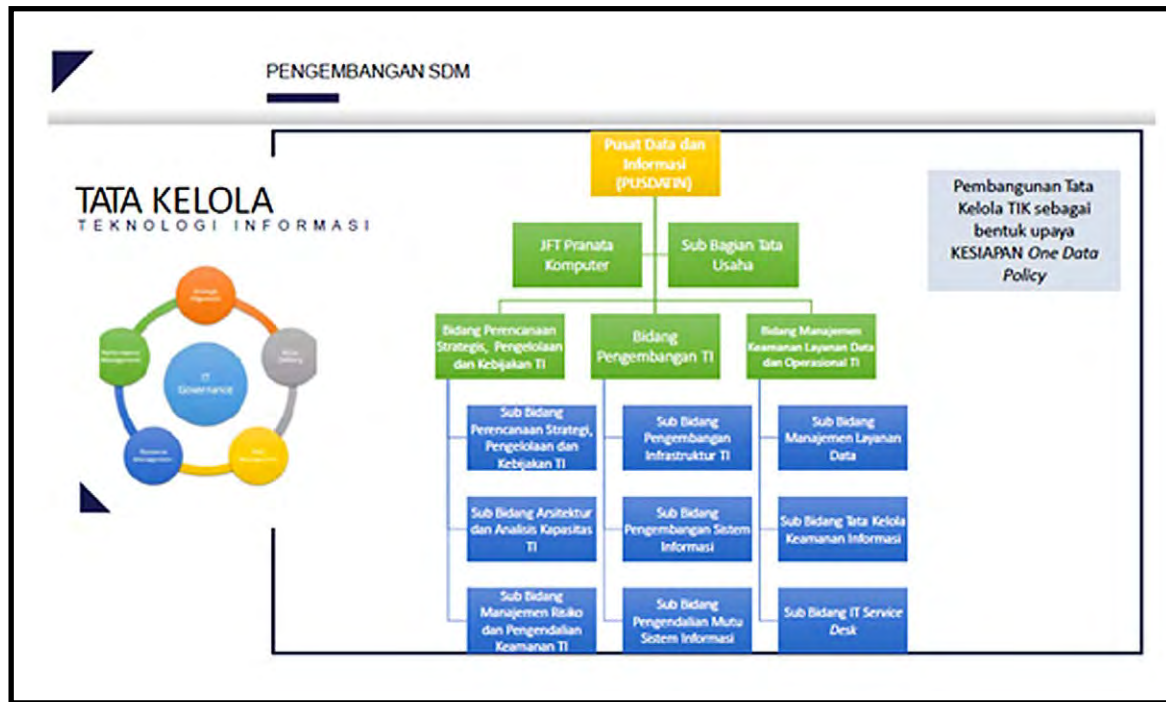 PENGEMBANGAN SDM
TATA KELOLA
TEKNOLOGI INFORMASI
IT
Governance
Pusat Data dan
Informasi
(PUSDATIN)
JFT Pranata
Komputer
Sub Bagian Tata
Usaha
Bidang Perencanaan
Strategis, Pengelolaan
dan Kebijakan TI
Bidang
Pengembangan TI
Bidang Manajemen
Keamanan Layanan Data
dan Operasional TI
Sub Bidang
Perencanaan Strategi,
Pengelolaan dan
Kebijakan TI
Sub Bidang
Pengembangan
Infrastruktur TI
Sub Bidang
Manajemen Layanan
Data
Sub Bidang Arsitektur
dan Analisis Kapasitas
TI
Sub Bidang
Pengembangan Sistem
Informasi
Sub Bidang Tata Kelola
Keamanan Informasi
Sub Bidang
Manajemen Risiko
dan Pengendalian
Keamanan TI
Sub Bidang
Pengendalian Mutu
Sistem Informasi
Sub Bidang IT Service
Desk
Pembangunan Tata
Kelola TIK sebagai
bentuk upaya
KESIAPAN One Data
Policy